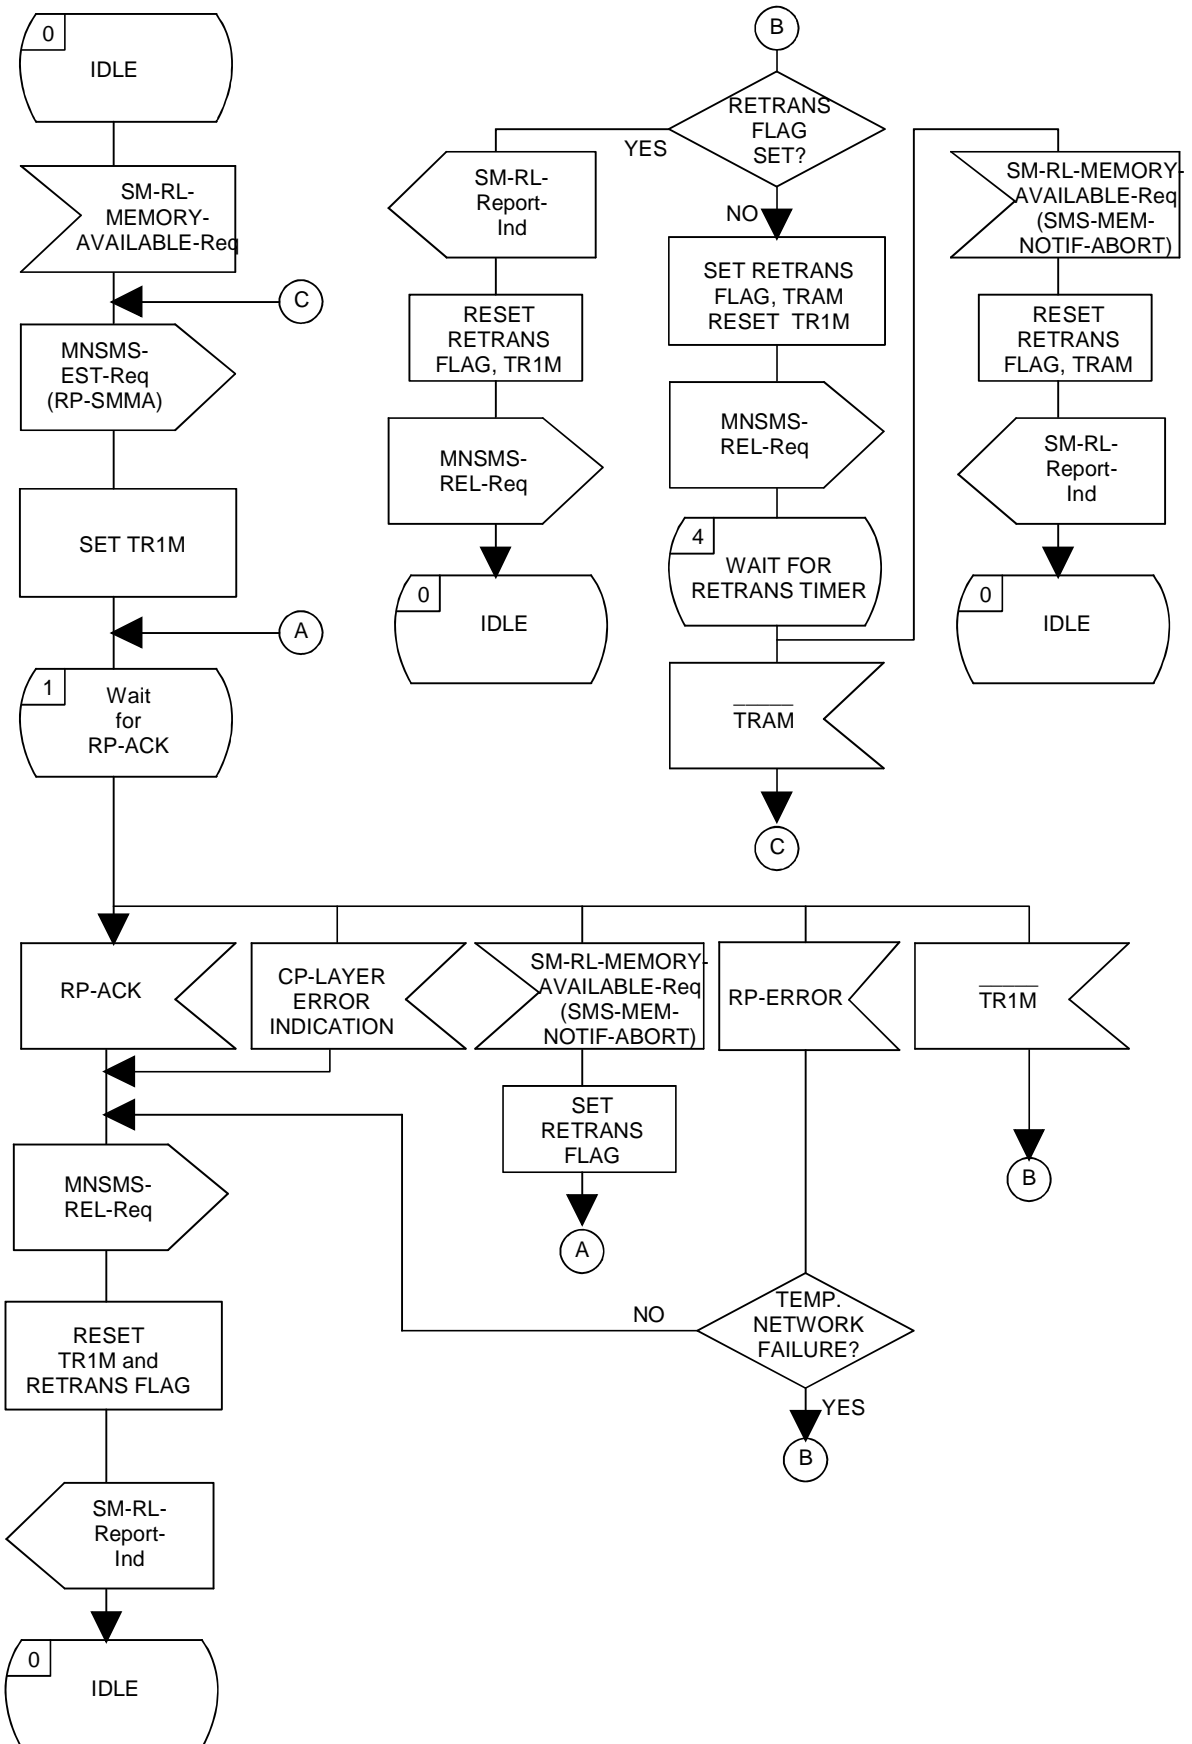 0
IDLE
SM-RL-
MEMORY-
AVAILABLE-Req
C
MNSMS-
EST-Req
(RP-SMMA)
SET TR1M
A
1
Wait
for
RP-ACK
B
RETRANS
FLAG
SET?
YES
NO
SM-RL-
Report-
Ind
RESET
RETRANS
FLAG, TR1M
MNSMS-
REL-Req
0
IDLE
SET RETRANS
FLAG, TRAM
RESET TR1M
MNSMS-
REL-Req
4
WAIT FOR
RETRANS TIMER
TRAM
C
SM-RL-MEMORY-
AVAILABLE-Req
(SMS-MEM-
NOTIF-ABORT)
RESET
RETRANS
FLAG, TRAM
SM-RL-
Report-
Ind
0
IDLE
RP-ACK
CP-LAYER
ERROR
INDICATION
SM-RL-MEMORY-
AVAILABLE-Req
(SMS-MEM-
NOTIF-ABORT)
RP-ERROR
TR1M
SET
RETRANS
FLAG
A
B
MNSMS-
REL-Req
NO
TEMP.
NETWORK
FAILURE?
YES
B
RESET
TR1M and
RETRANS FLAG
SM-RL-
Report-
Ind
0
IDLE